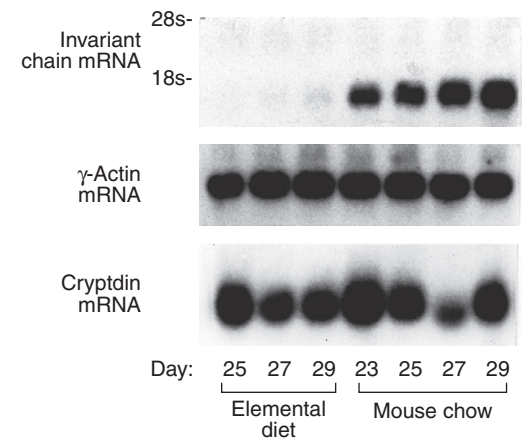 28s-
Invariant
chain mRNA
18s-
γ-Actin
mRNA
Cryptdin
mRNA
Day: 25 27 29 23 25 27 29
Elemental
diet
Mouse chow